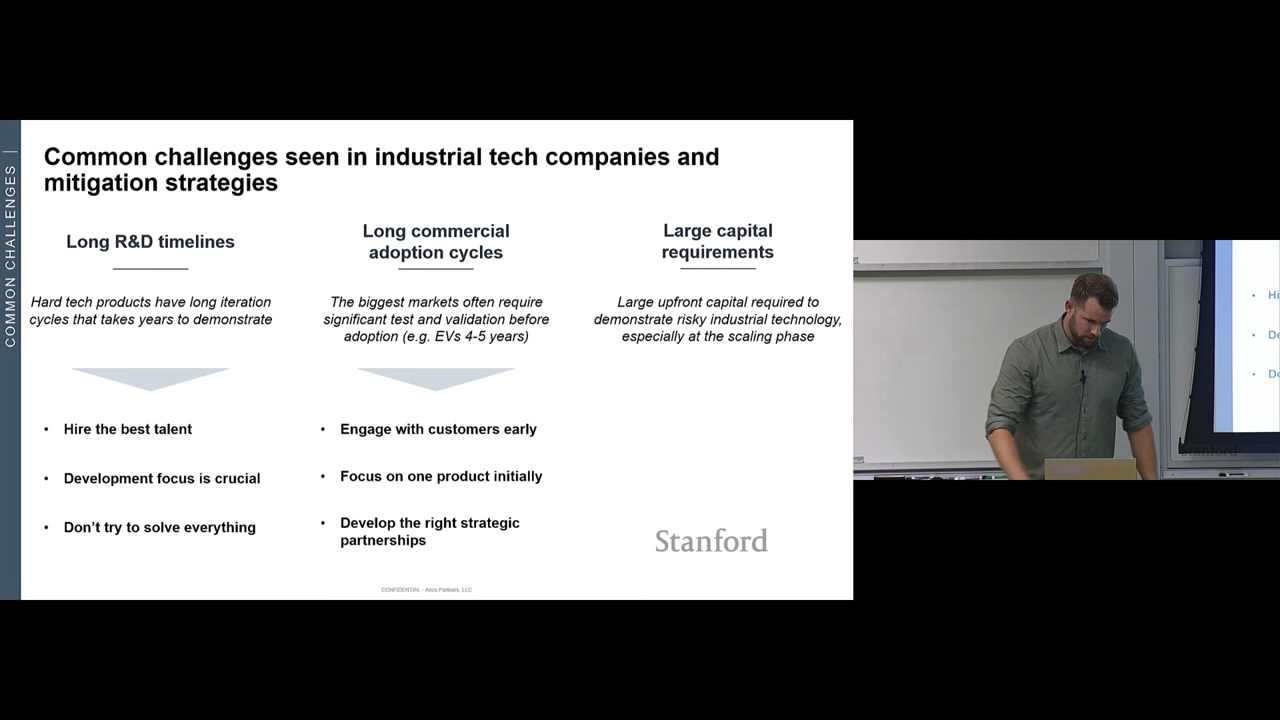 COMMON CHALLENGES |
Common challenges seen in industrial tech companies and
mitigation strategies
Long R&D timelines
Hard tech products have long iteration
cycles that takes years to demonstrate
• Hire the best talent
• Development focus is crucial
• Don't try to solve everything
Long commercial
adoption cycles
The biggest markets often require
significant test and validation before
adoption (e.g. EVs 4-5 years)
• Engage with customers early
• Focus on one product initially
• Develop the right strategic
partnerships
Large capital
requirements
Large upfront capital required to
demonstrate risky industrial technology,
especially at the scaling phase
Stanford
CONFIDENTIAL - Anzu Partners, LLC
• Hi
• De
• Do
Stanford